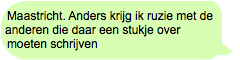 Maastricht. Anders krijg ik ruzie met de
anderen die daar een stukje over
moeten schrijven